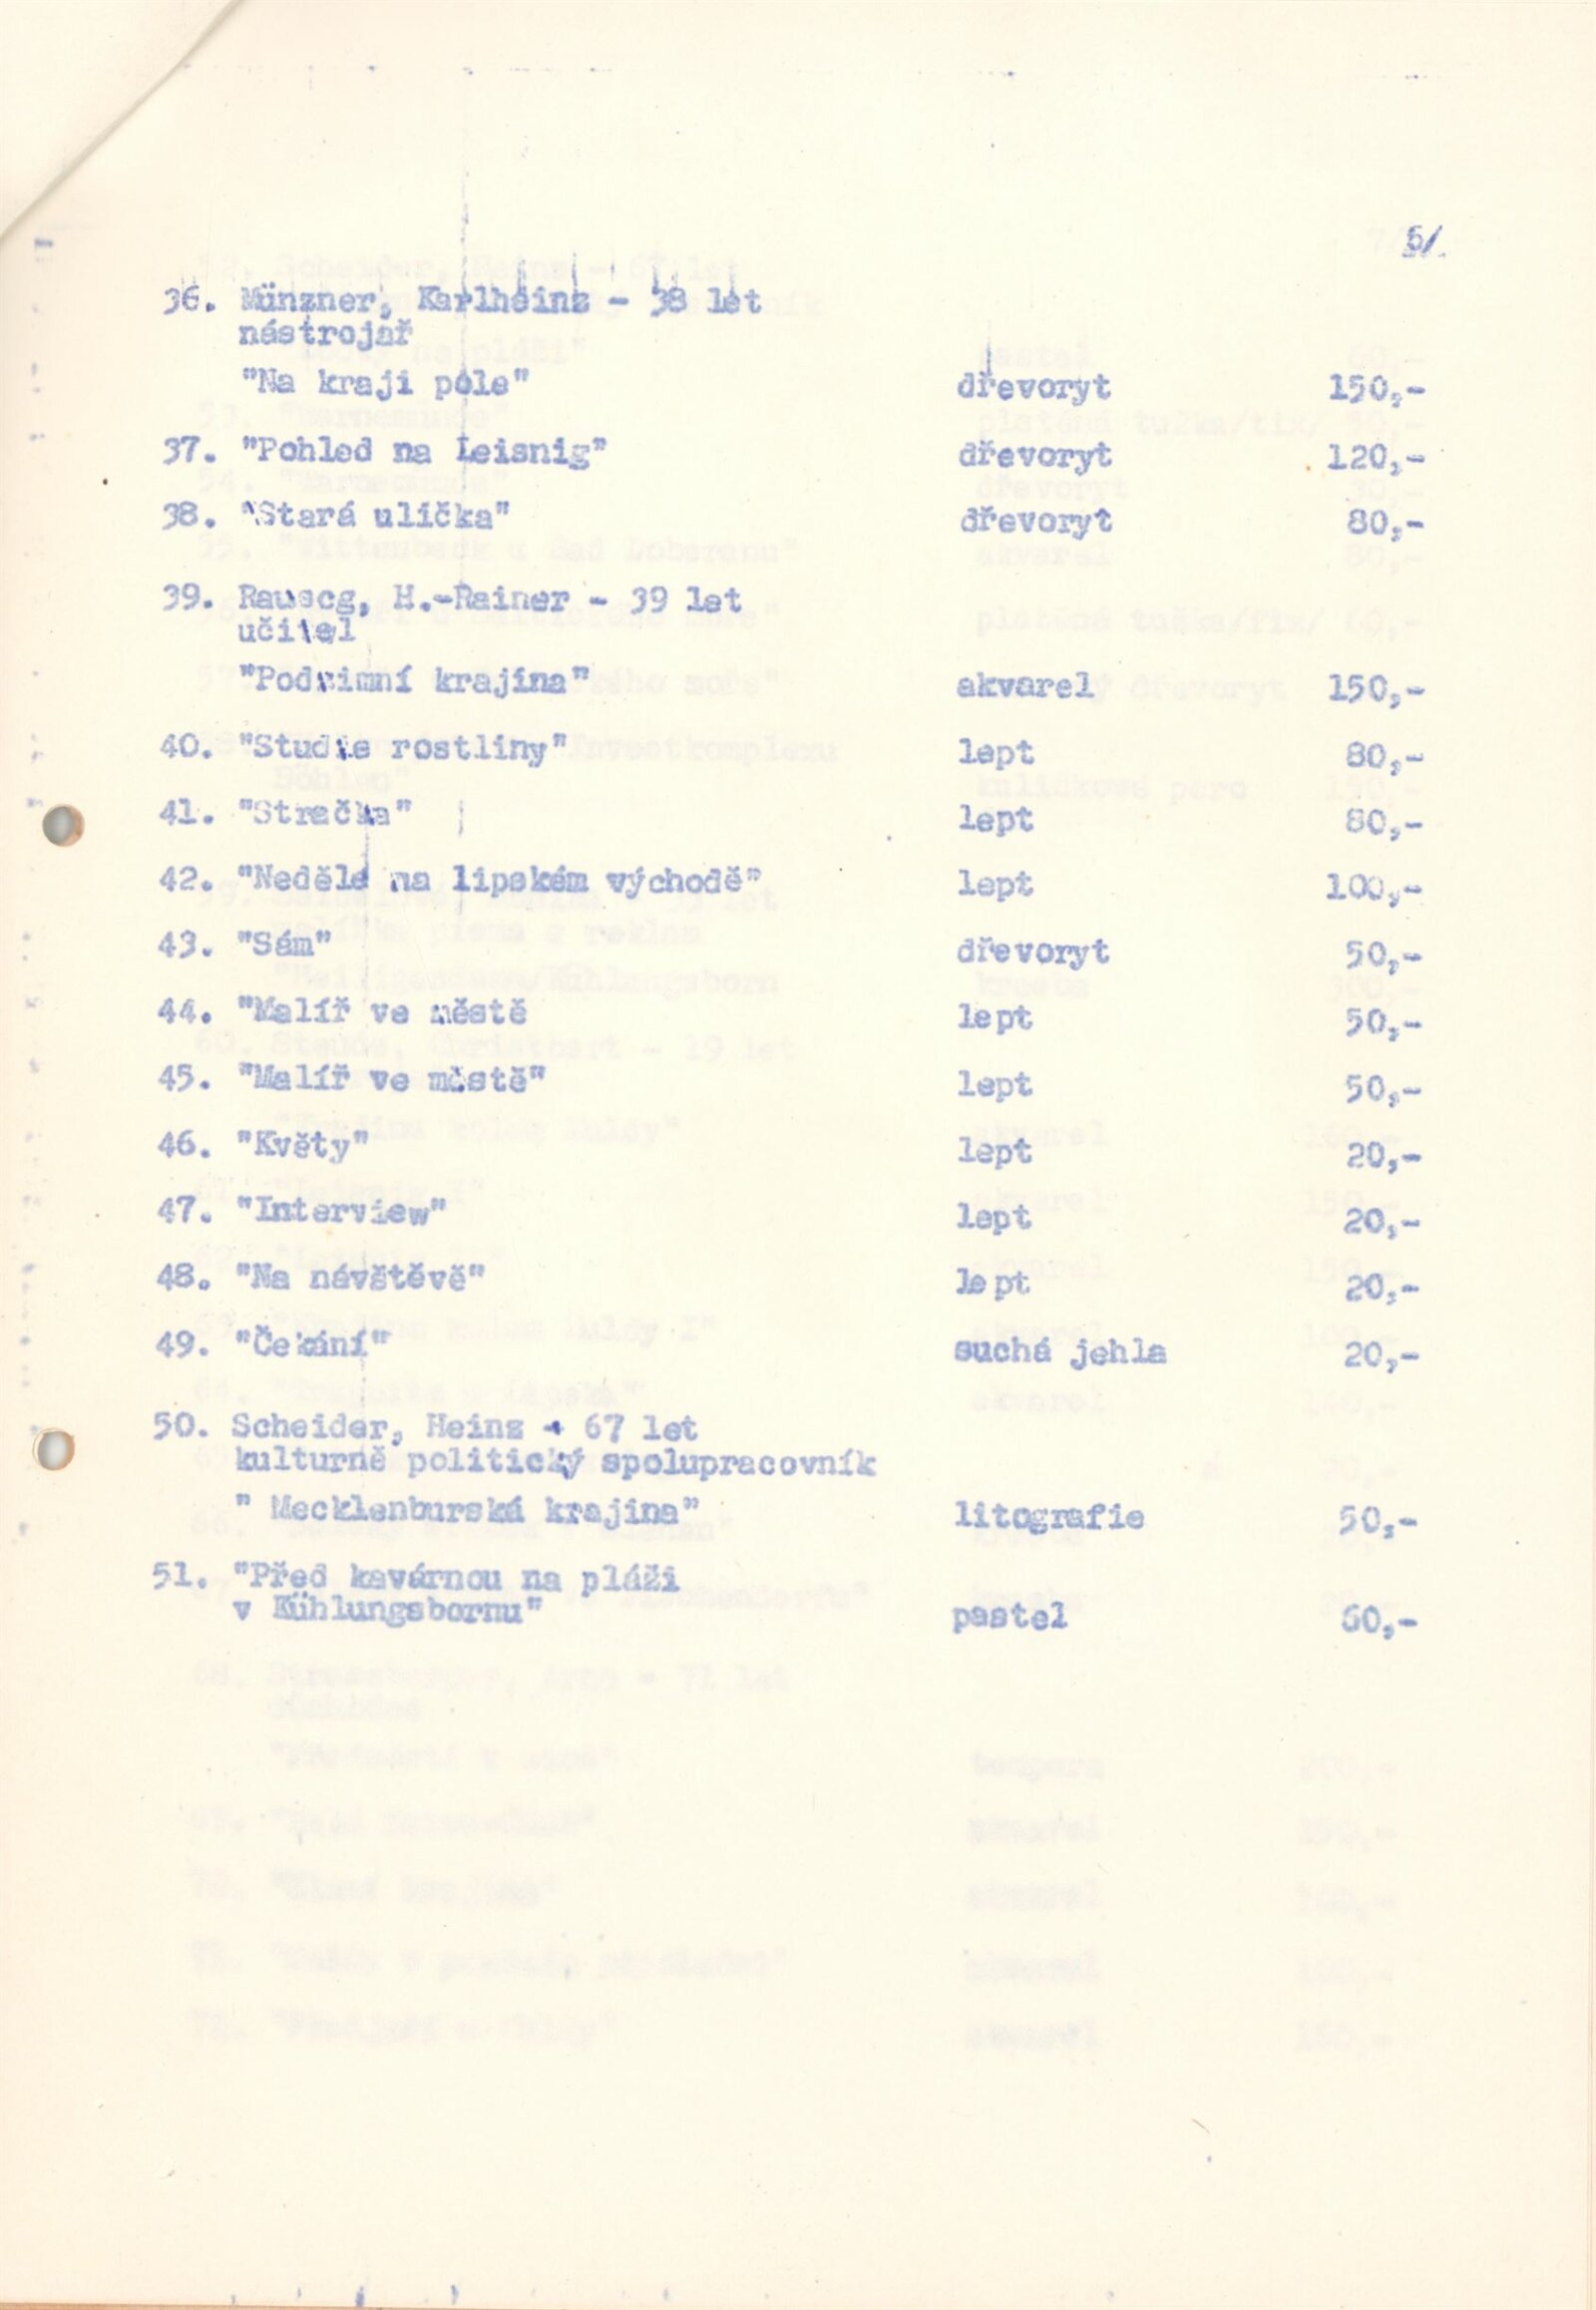 6/
36. Münzner, Karlheinz - 38 let
nástrojař
"Na kraji pole" dřevoryt 150,-
37. "Pohled na Leisnig" dřevoryt 120,-
38. "Stará ulička" dřevoryt 80,-
39. Rauscg, H.-Rainer - 39 let
učitel
"Podzimní krajina" akvarel 150,-
40. "Studie rostliny" lept 80,-
41. "Stračka" lept 80,-
42. "Neděle na lipském východě" lept 100,-
43. "Sám" dřevoryt 50,-
44. "Malíř ve městě lept 50,-
45. "Malíř ve městě" lept 50,-
46. "Květy" lept 20,-
47. "Interview" lept 20,-
48. "Na návštěvě" lept 20,-
49. "Čekání" suchá jehla 20,-
50. Scheider, Heinz - 67 let
kulturně politický spolupracovník
" Mecklenburská krajina" litografie 50,-
51. "Před kavárnou na pláži
v Kühlungsbornu" pastel 60,-